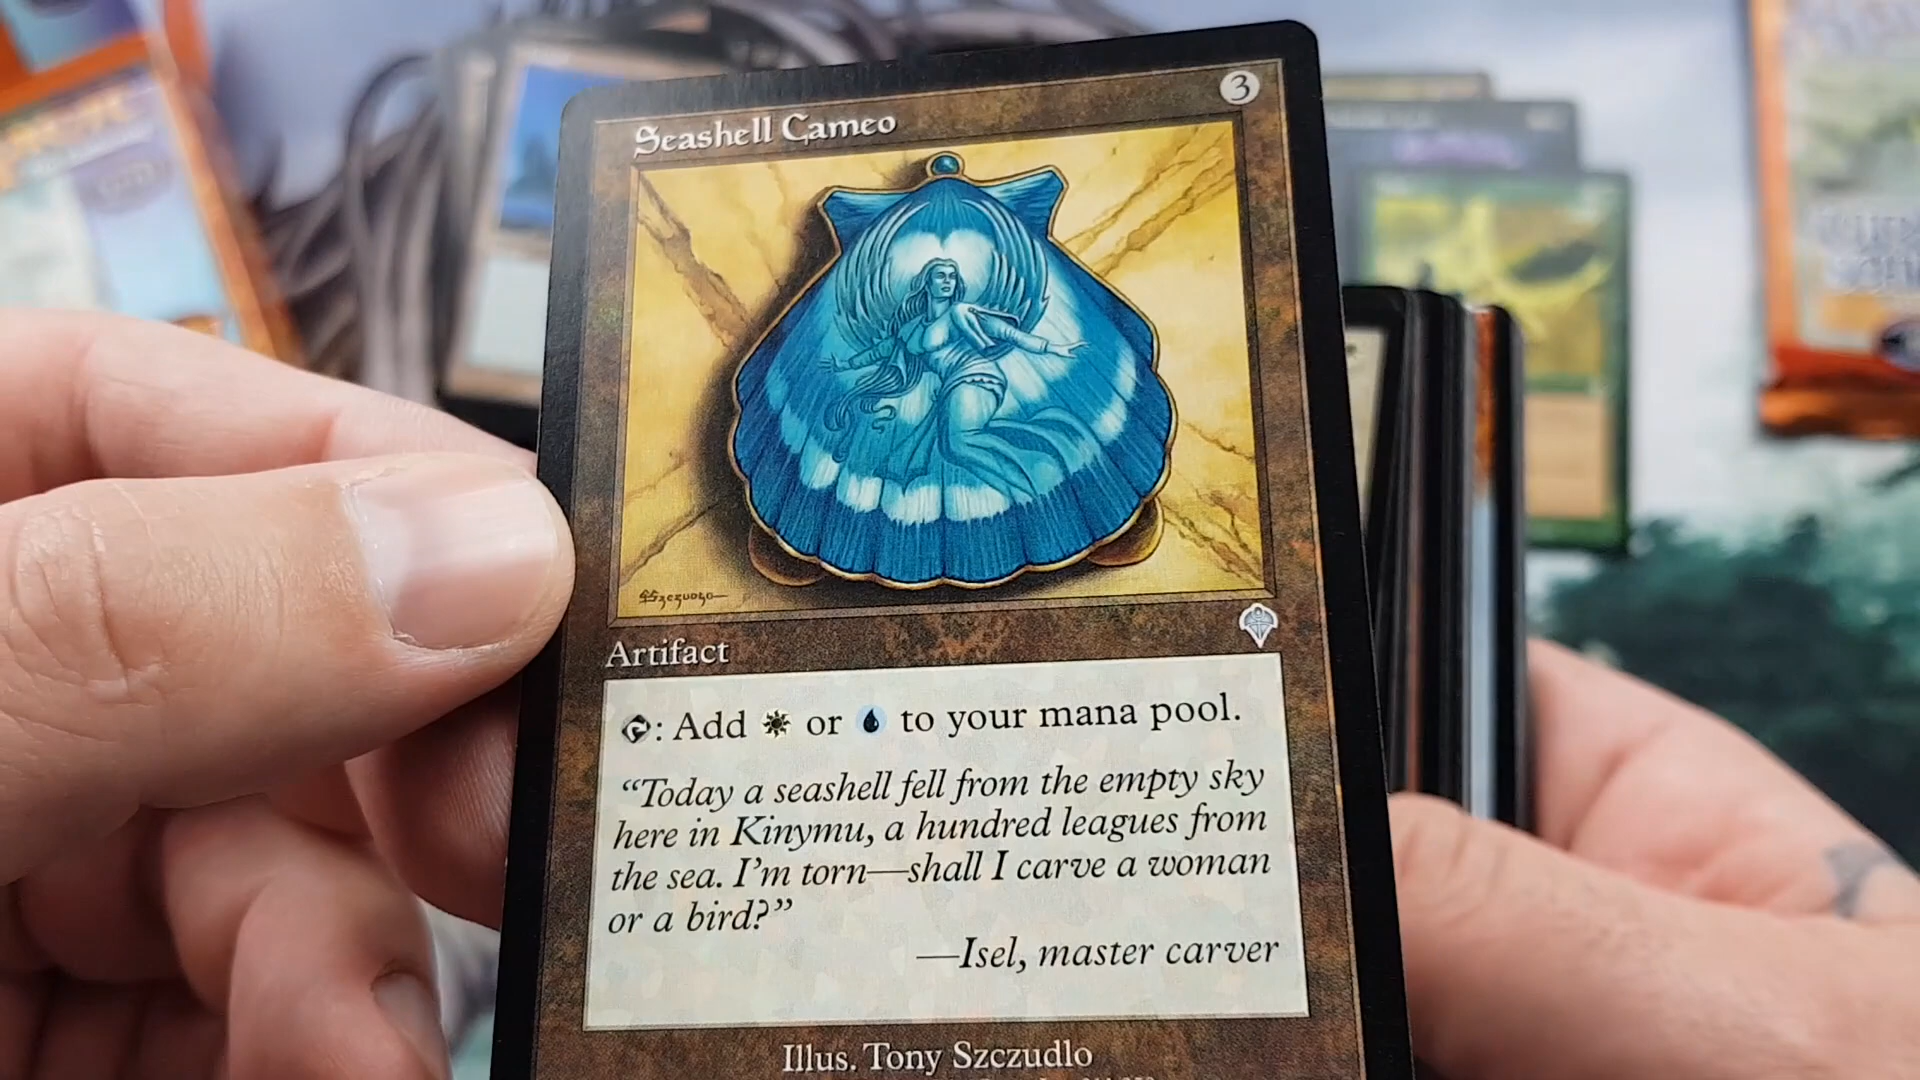 Seashell Cameo
3
Szczudlo
Artifact
: Add or to your mana pool.
“Today a seashell fell from the empty sky
here in Kinymu, a hundred leagues from
the sea. I’m torn—shall I carve a woman
or a bird?”
—Isel, master carver
Illus. Tony Szczudlo